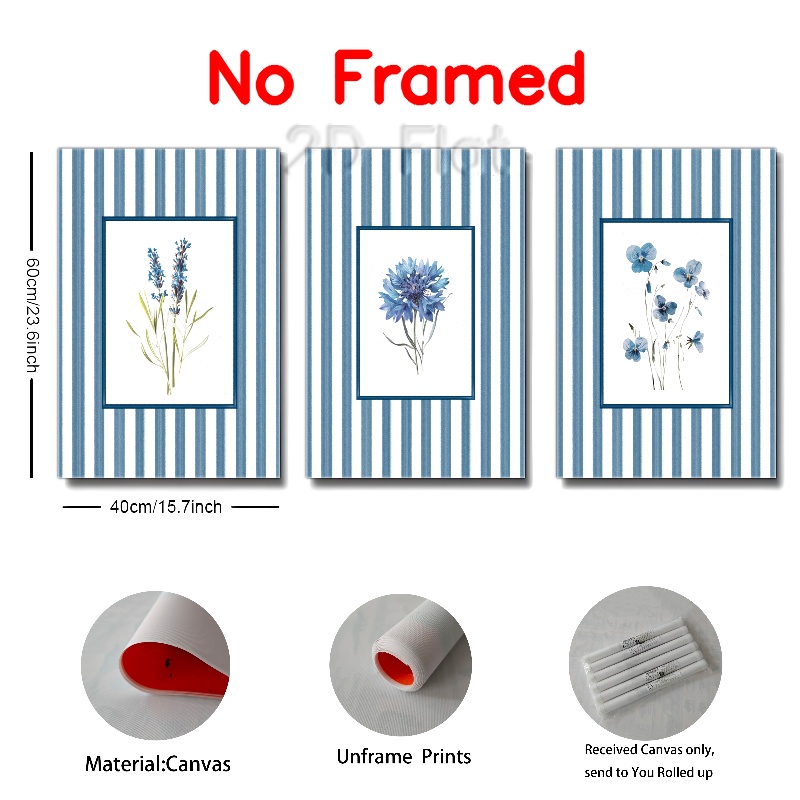 No Framed
2D Flat
60cm/23.6inch
40cm/15.7inch
Material:Canvas
Unframe Prints
Received Canvas only,
send to You Rolled up